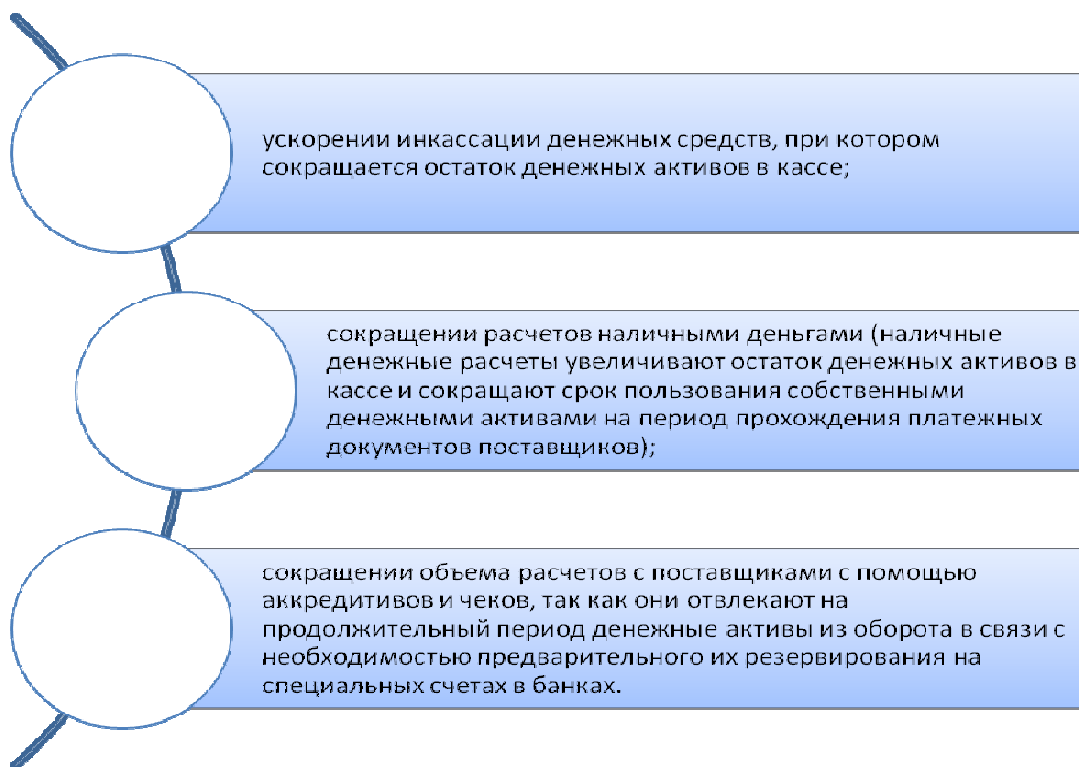 ускорении инкассации денежных средств, при котором
сокращается остаток денежных активов в кассе;
сокращении расчетов наличными деньгами (наличные
денежные расчеты увеличивают остаток денежных активов в
кассе и сокращают срок пользования собственными
денежными активами на период прохождения платежных
документов поставщиков);
сокращении объема расчетов с поставщиками с помощью
аккредитивов и чеков, так как они отвлекают на
продолжительный период денежные активы из оборота в связи с
необходимостью предварительного их резервирования на
специальных счетах в банках.